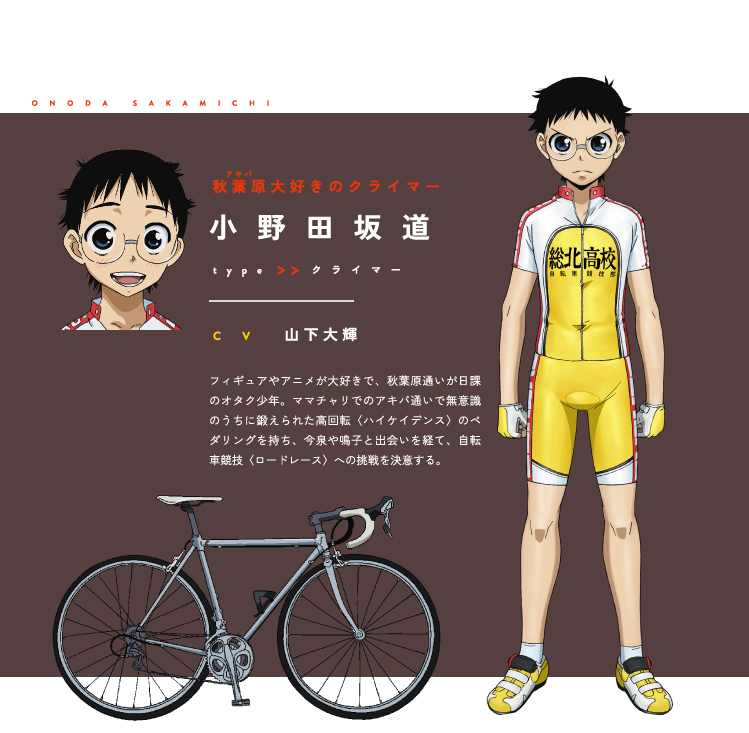 ONODA SAKAMICHI
アキバ
秋葉原大好きのクライマー
小野田坂道
type >> クライマー
CV 山下大輝
フィギュアやアニメが大好きで、秋葉原通いが日課
のオタク少年。ママチャリでのアキバ通いで無意識
のうちに鍛えられた高回転〈ハイケイデンス〉のペ
ダリングを持ち、今泉や鳴子と出会いを経て、自転
車競技〈ロードレース〉への挑戦を決意する。
総北高校
自転車競技部